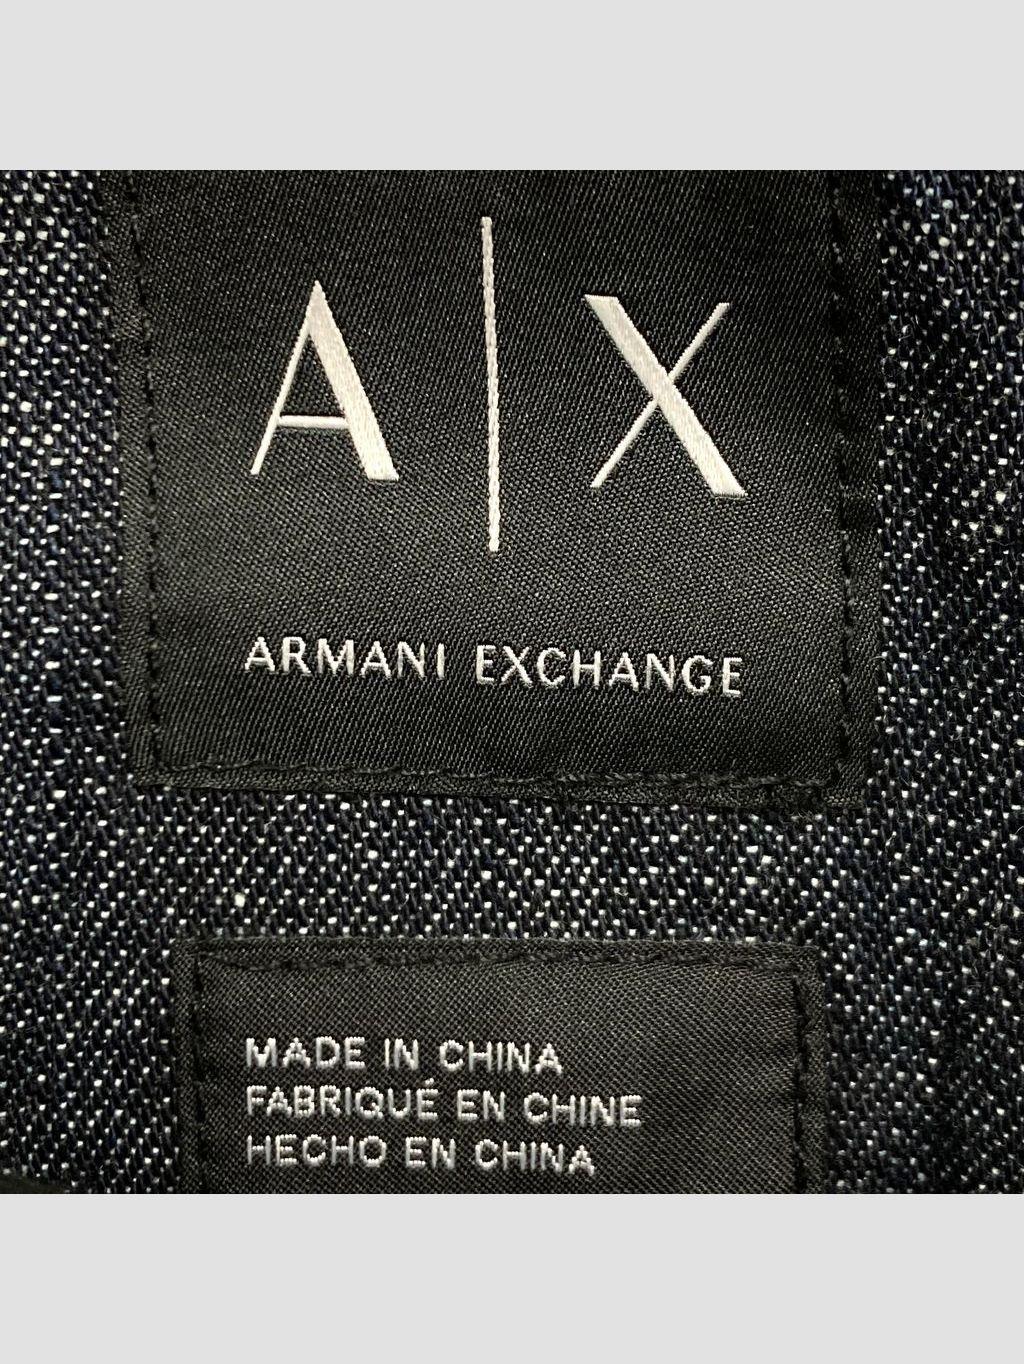 A|X
ARMANI EXCHANGE
MADE IN CHINA
FABRIQUÉ EN CHINE
HECHO EN CHINA